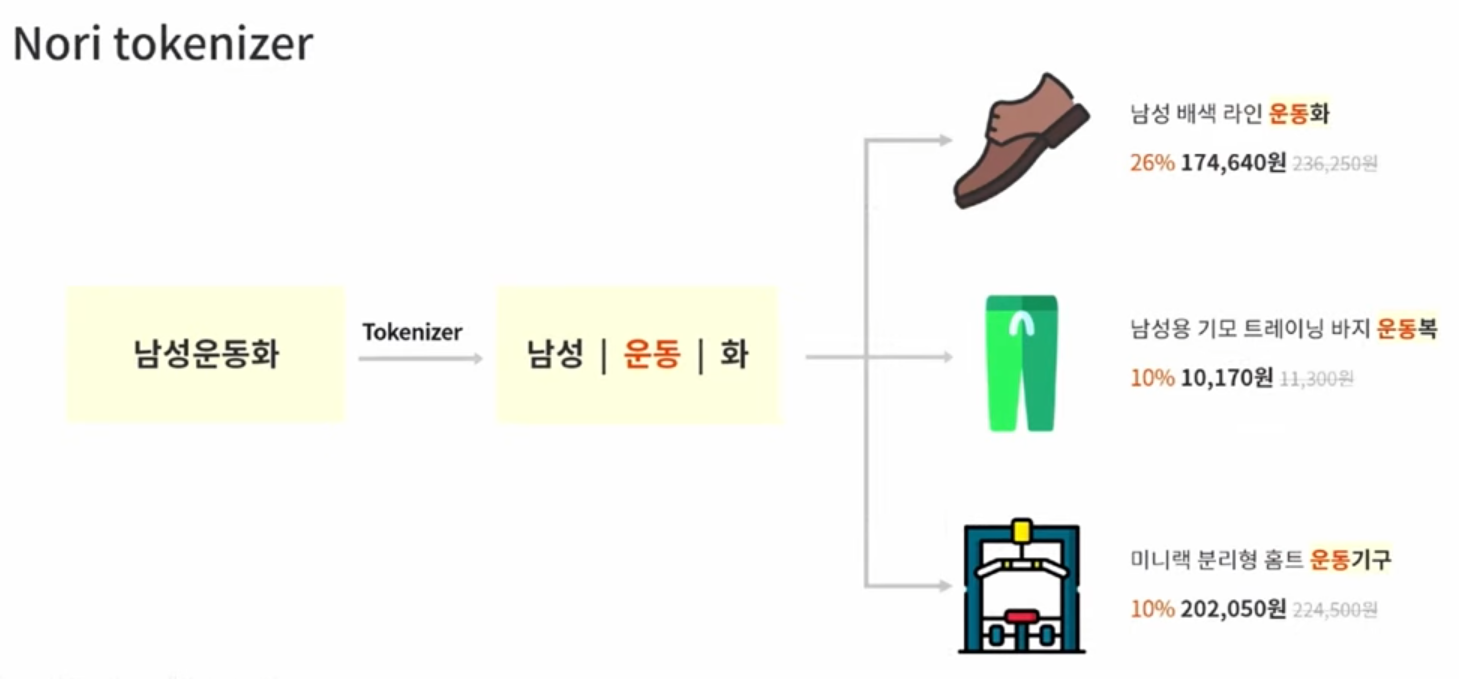 Nori tokenizer
남성운동화
Tokenizer
남성 | 운동 | 화
남성 배색 라인 운동화
26% 174,640원 236,250원
남성용 기모 트레이닝 바지 운동복
10% 10,170원 11,300원
미니랙 분리형 홈트 운동기구
10% 202,050원 224,500원